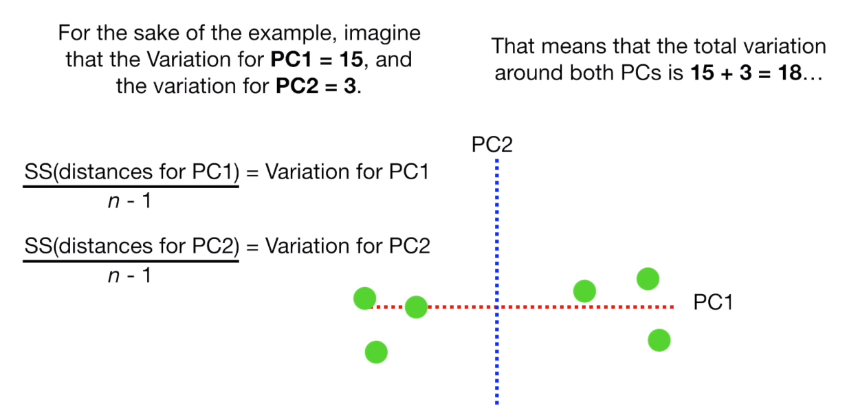 For the sake of the example, imagine
that the Variation for PC1 = 15, and
the variation for PC2 = 3.
That means that the total variation
around both PCs is 15 + 3 = 18…
SS(distances for PC1) = Variation for PC1
n - 1
SS(distances for PC2) = Variation for PC2
n - 1
PC2
PC1